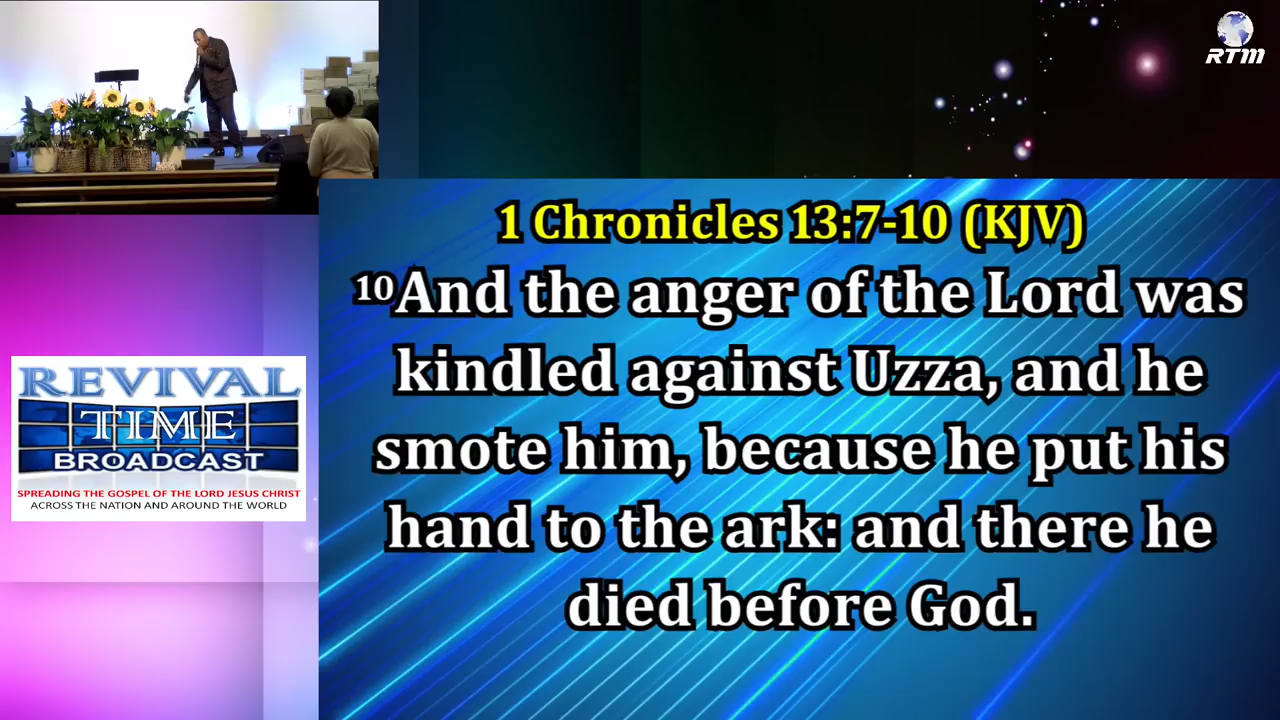 RTM
1 Chronicles 13:7-10 (KJV)
10And the anger of the Lord was
kindled against Uzza, and he
smote him, because he put his
hand to the ark: and there he
died before God.
REVIVAL
TIME
BROADCAST
SPREADING THE GOSPEL OF THE LORD JESUS CHRIST
ACROSS THE NATION AND AROUND THE WORLD